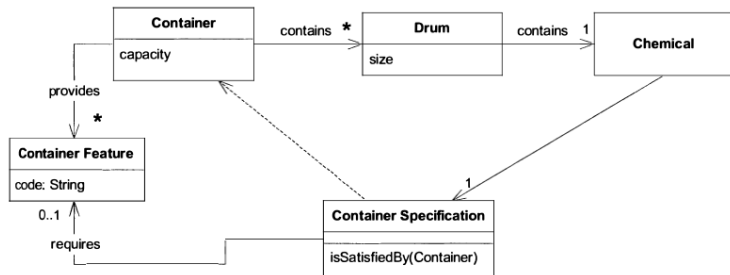 Container
capacity
contains
*
Drum
size
contains
1
Chemical
provides
*
Container Feature
code: String
0..1
requires
1
Container Specification
isSatisfiedBy(Container)